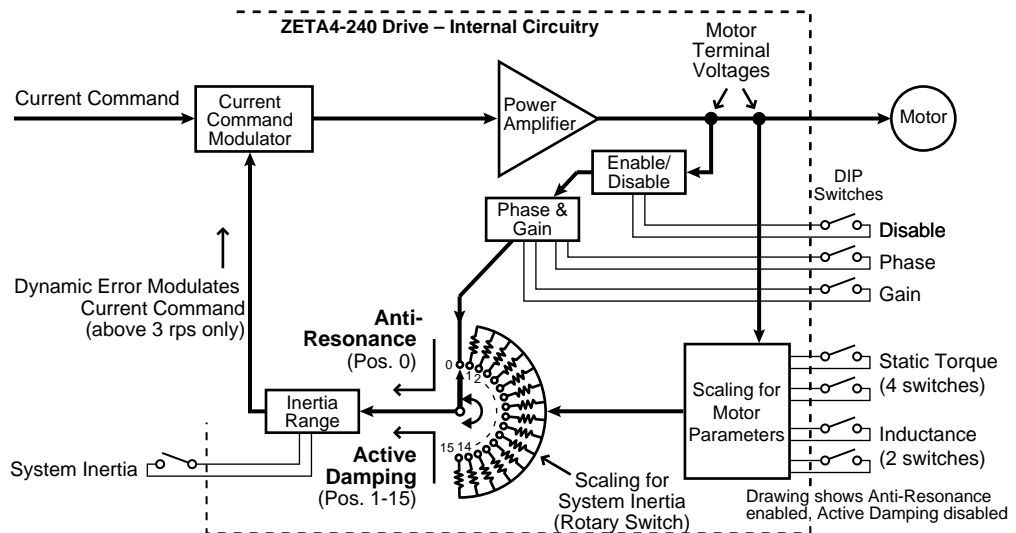 ZETA4-240 Drive – Internal Circuitry
Motor
Terminal
Voltages
Current Command
Current
Command
Modulator
Power
Amplifier
Motor
Enable/
Disable
DIP
Switches
Phase &
Gain
Disable
Phase
Gain
Dynamic Error Modulates
Current Command
(above 3 rps only)
Anti-
Resonance
(Pos. 0)
0
1
2
Static Torque
(4 switches)
Scaling for
Motor
Parameters
Inertia
Range
Inductance
(2 switches)
15
14
Active
Damping
(Pos. 1-15)
System Inertia
Scaling for
System Inertia
(Rotary Switch)
Drawing shows Anti-Resonance
enabled, Active Damping disabled